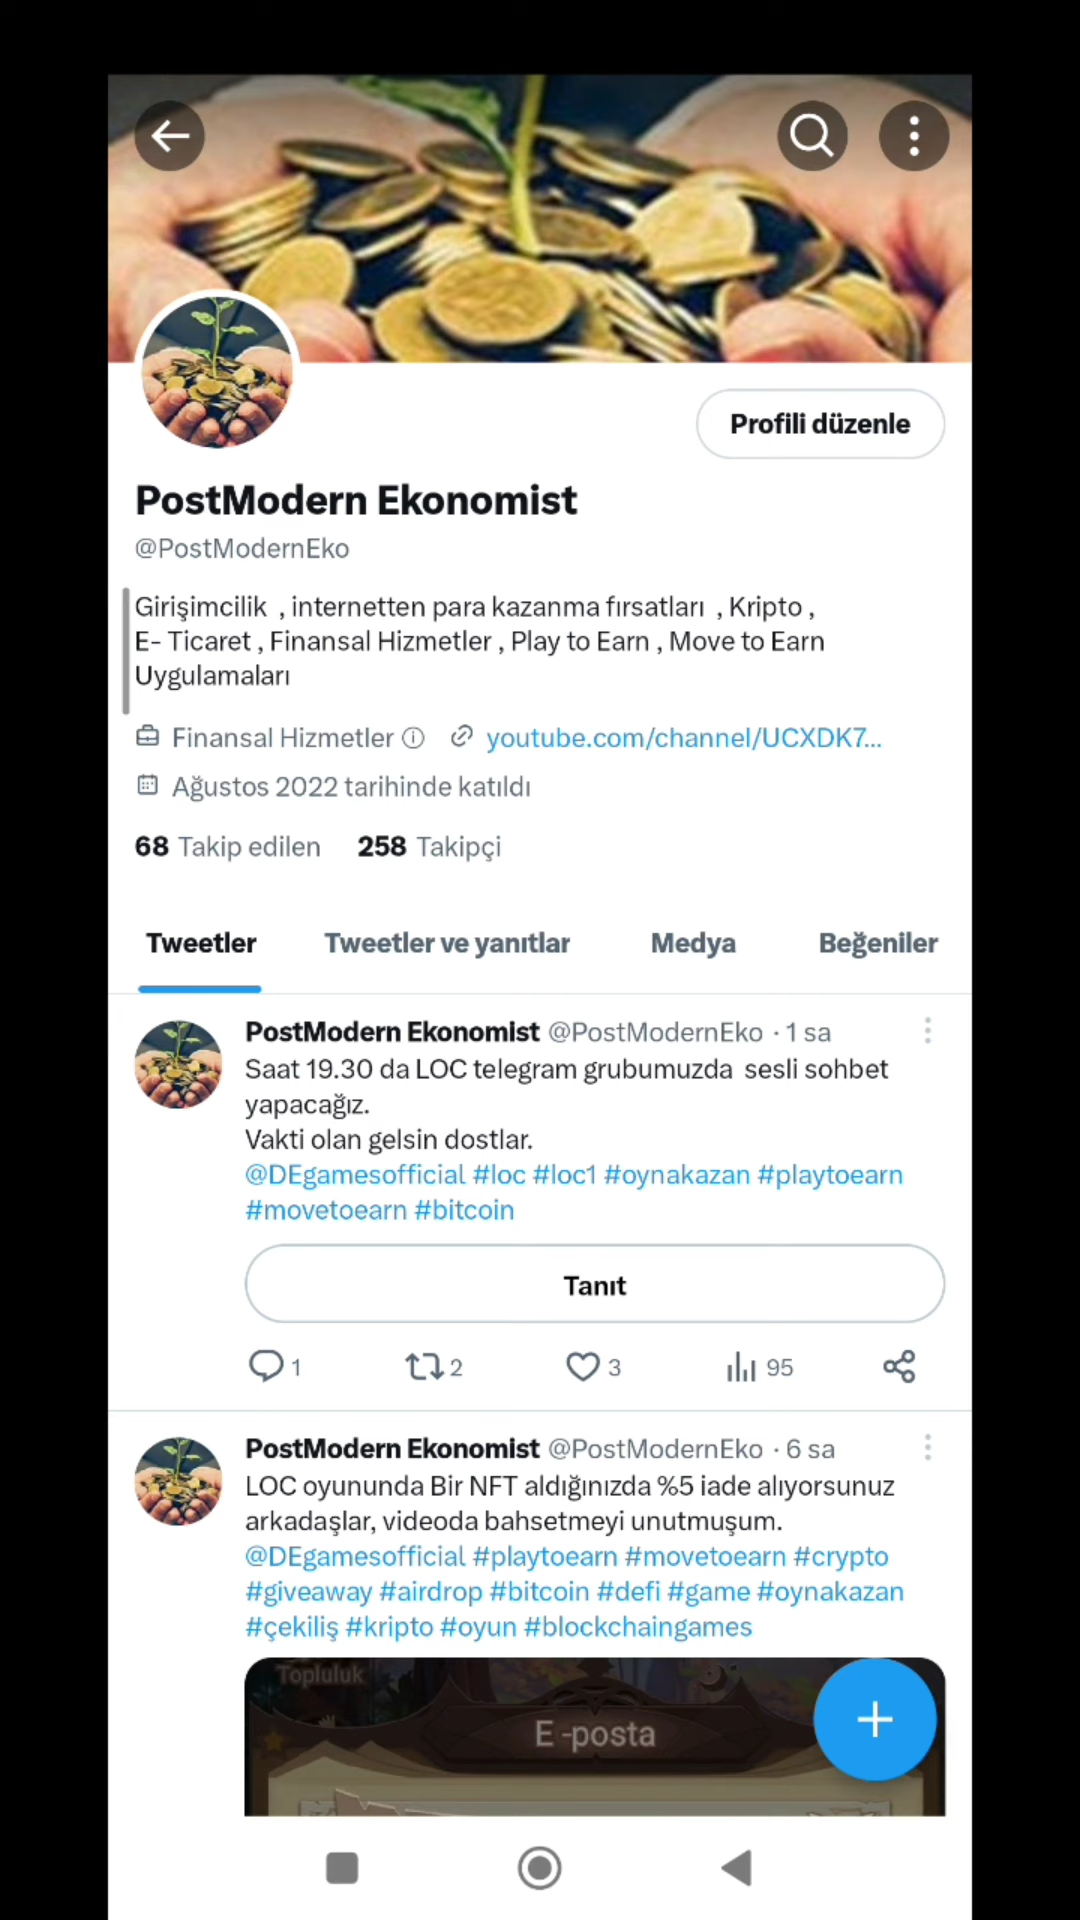 Profili düzenle
PostModern Ekonomist
@PostModernEko
Girişimcilik , internetten para kazanma fırsatları , Kripto ,
E- Ticaret , Finansal Hizmetler , Play to Earn , Move to Earn
Uygulamaları
Finansal Hizmetler youtube.com/channel/UCXDK7...
Ağustos 2022 tarihinde katıldı
68 Takip edilen 258 Takipçi
Tweetler Tweetler ve yanıtlar Medya Beğeniler
PostModern Ekonomist @PostModernEko · 1 sa
Saat 19.30 da LOC telegram grubumuzda sesli sohbet
yapacağız.
Vakti olan gelsin dostlar.
@DEgamesofficial #loc #loc1 #oynakazan #playtoearn
#movetoearn #bitcoin
Tanıt
1 2 3 95
PostModern Ekonomist @PostModernEko · 6 sa
LOC oyununda Bir NFT aldığınızda %5 iade alıyorsunuz
arkadaşlar, videoda bahsetmeyi unutmuşum.
@DEgamesofficial #playtoearn #movetoearn #crypto
#giveaway #airdrop #bitcoin #defi #game #oynakazan
#çekiliş #kripto #oyun #blockchaingames
Topluluk
E -posta